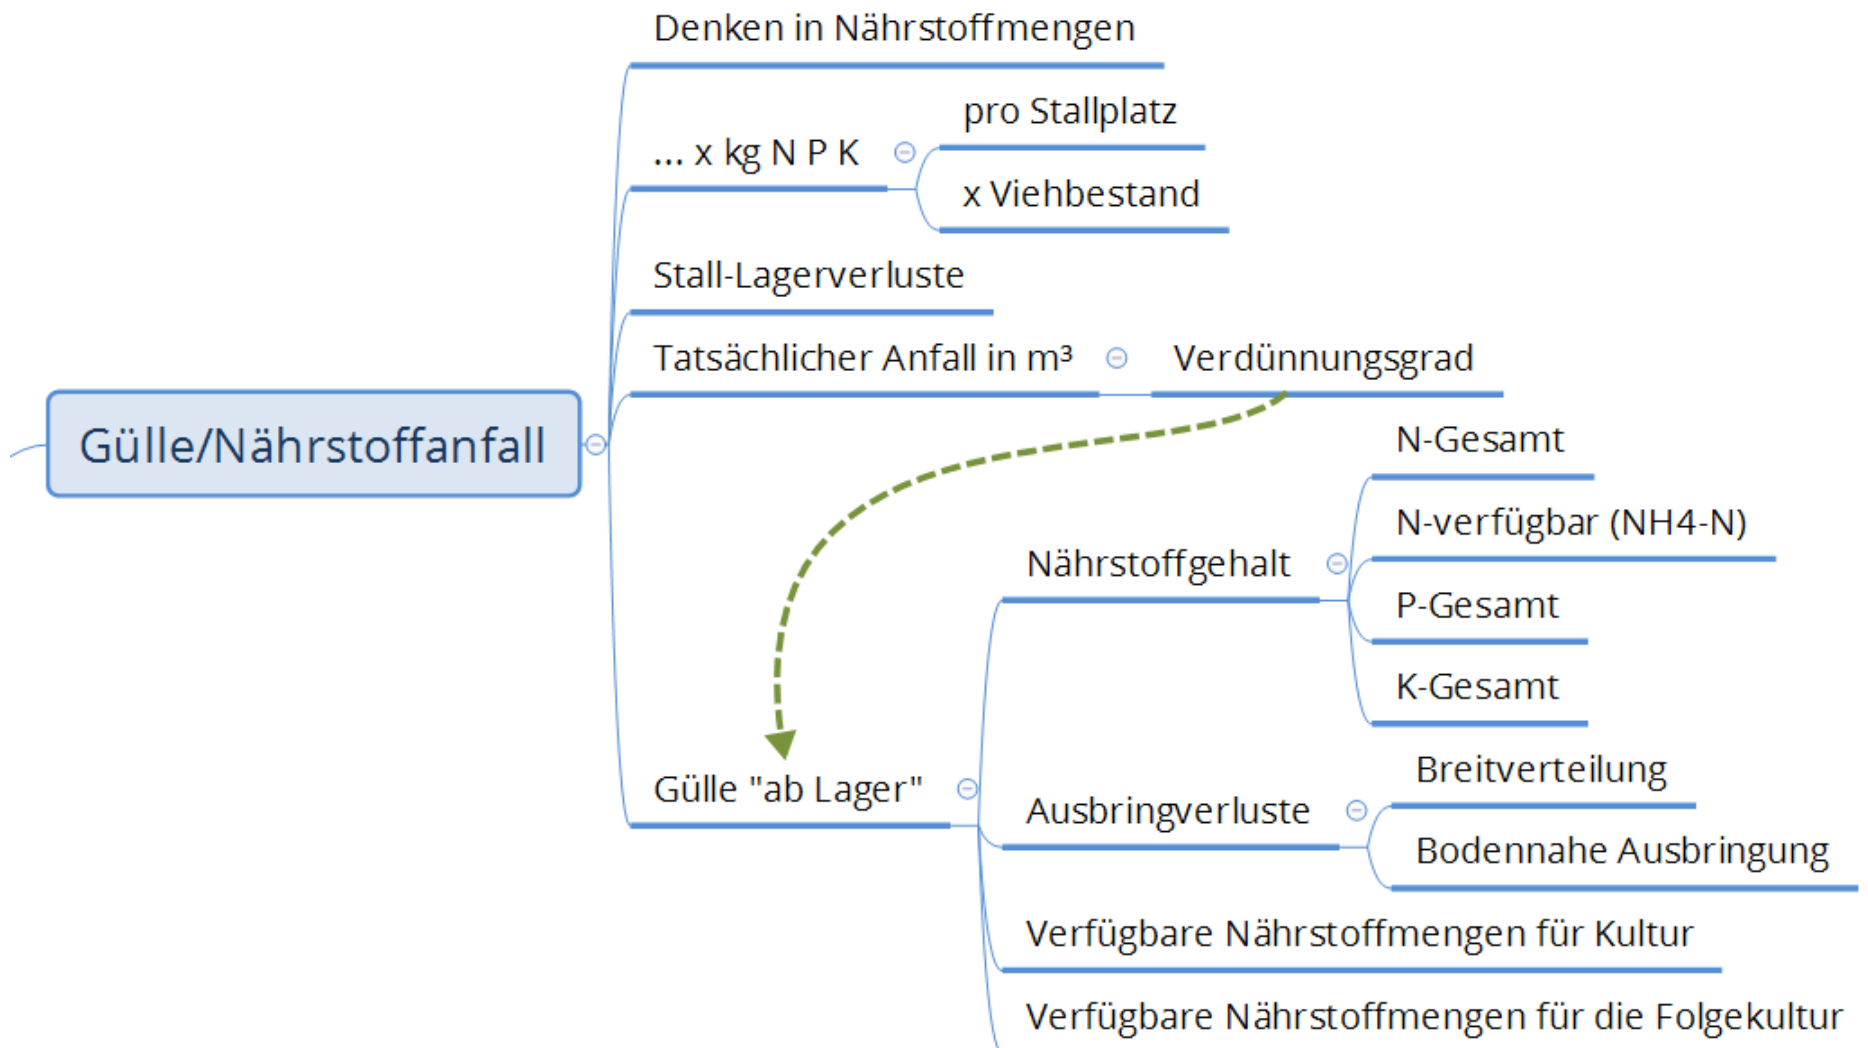 Denken in Nährstoffmengen
... x kg N P K
pro Stallplatz
x Viehbestand
Stall-Lagerverluste
Tatsächlicher Anfall in m³
Verdünnungsgrad
Gülle/Nährstoffanfall
Gülle "ab Lager"
Nährstoffgehalt
N-Gesamt
N-verfügbar (NH4-N)
P-Gesamt
K-Gesamt
Ausbringverluste
Breitverteilung
Bodennahe Ausbringung
Verfügbare Nährstoffmengen für Kultur
Verfügbare Nährstoffmengen für die Folgekultur